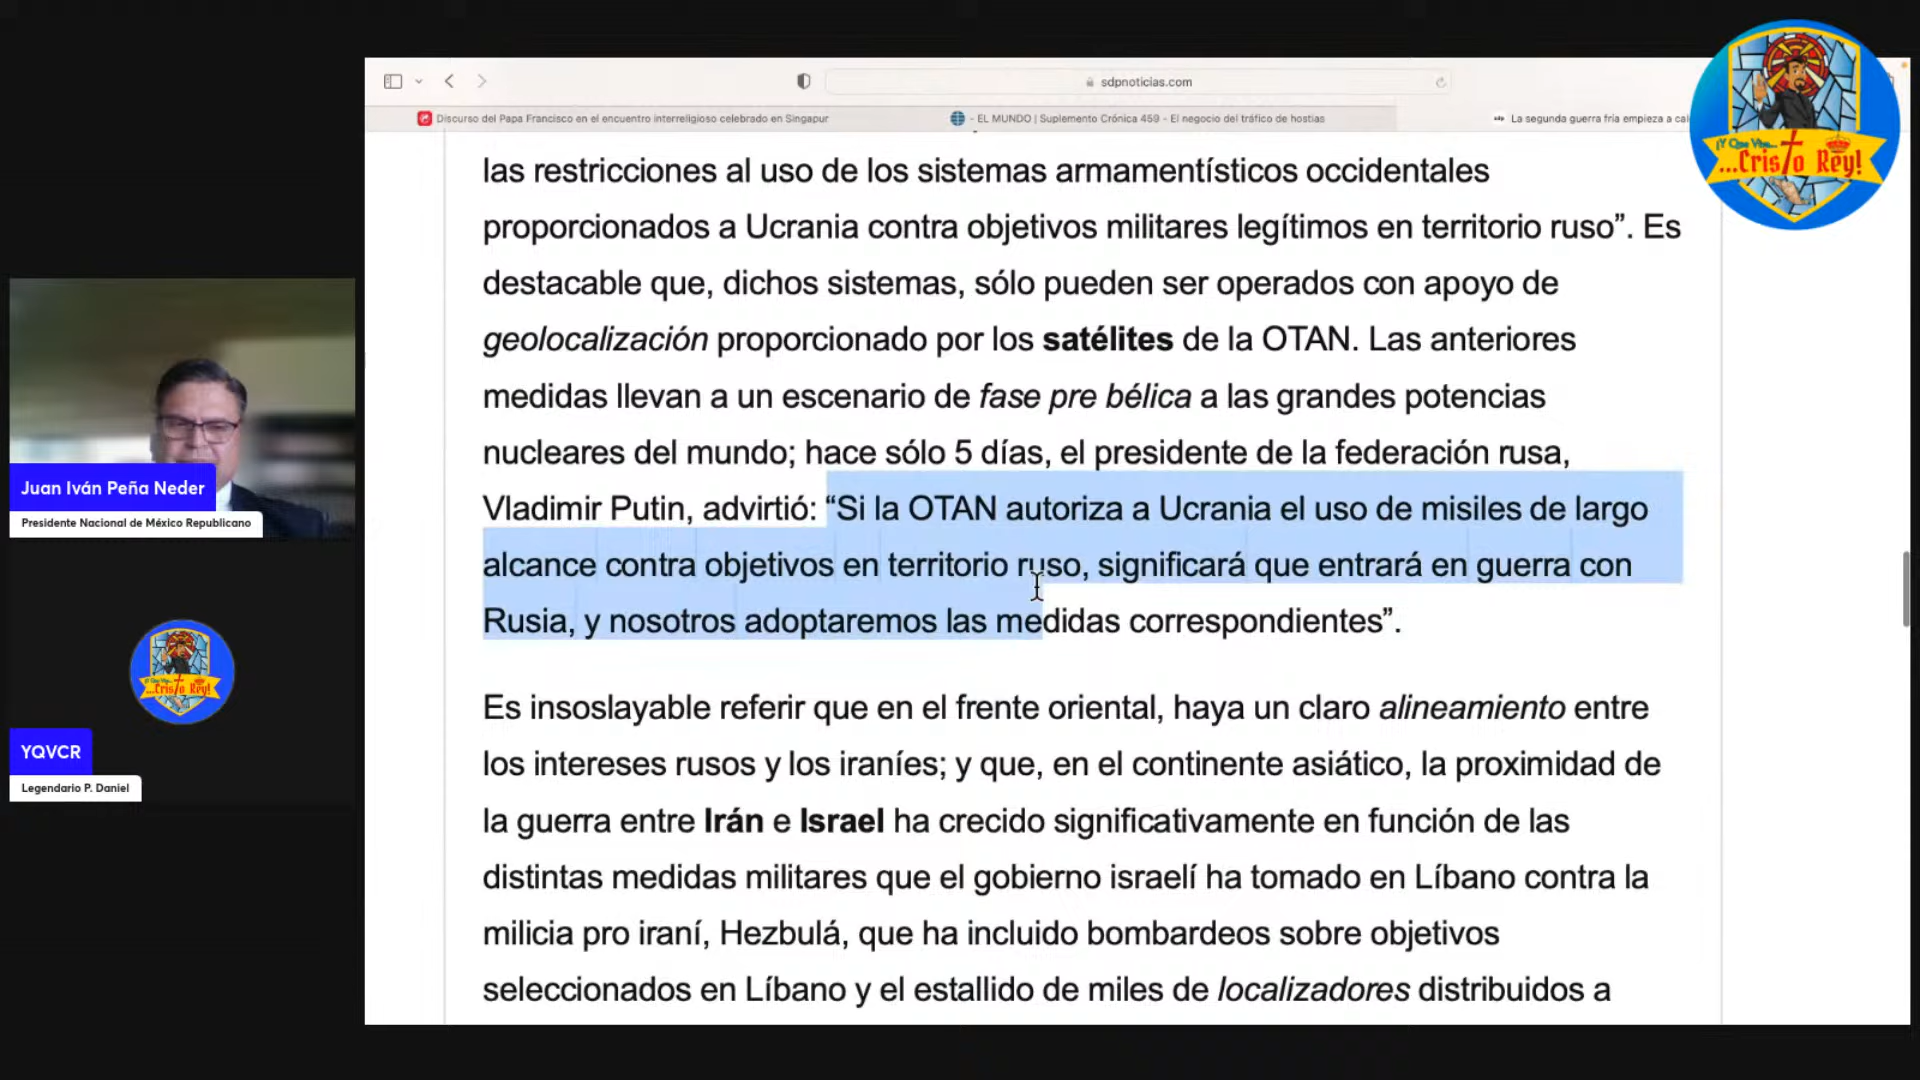 sdpnoticias.com
Discurso del Papa Francisco en el encuentro interreligioso celebrado en Singapur
- EL MUNDO | Suplemento Crónica 459 - El negocio del tráfico de hostias
La segunda guerra fría empieza a cal
¡Y Que Viva...
...Cristo Rey!
las restricciones al uso de los sistemas armamentísticos occidentales
proporcionados a Ucrania contra objetivos militares legítimos en territorio ruso”. Es
destacable que, dichos sistemas, sólo pueden ser operados con apoyo de
geolocalización proporcionado por los satélites de la OTAN. Las anteriores
medidas llevan a un escenario de fase pre bélica a las grandes potencias
nucleares del mundo; hace sólo 5 días, el presidente de la federación rusa,
Vladimir Putin, advirtió: “Si la OTAN autoriza a Ucrania el uso de misiles de largo
alcance contra objetivos en territorio ruso, significará que entrará en guerra con
Rusia, y nosotros adoptaremos las medidas correspondientes”.
Es insoslayable referir que en el frente oriental, haya un claro alineamiento entre
los intereses rusos y los iraníes; y que, en el continente asiático, la proximidad de
la guerra entre Irán e Israel ha crecido significativamente en función de las
distintas medidas militares que el gobierno israelí ha tomado en Líbano contra la
milicia pro iraní, Hezbulá, que ha incluido bombardeos sobre objetivos
seleccionados en Líbano y el estallido de miles de localizadores distribuidos a
Juan Iván Peña Neder
Presidente Nacional de México Republicano
...Cristo Rey!
YQVCR
Legendario P. Daniel